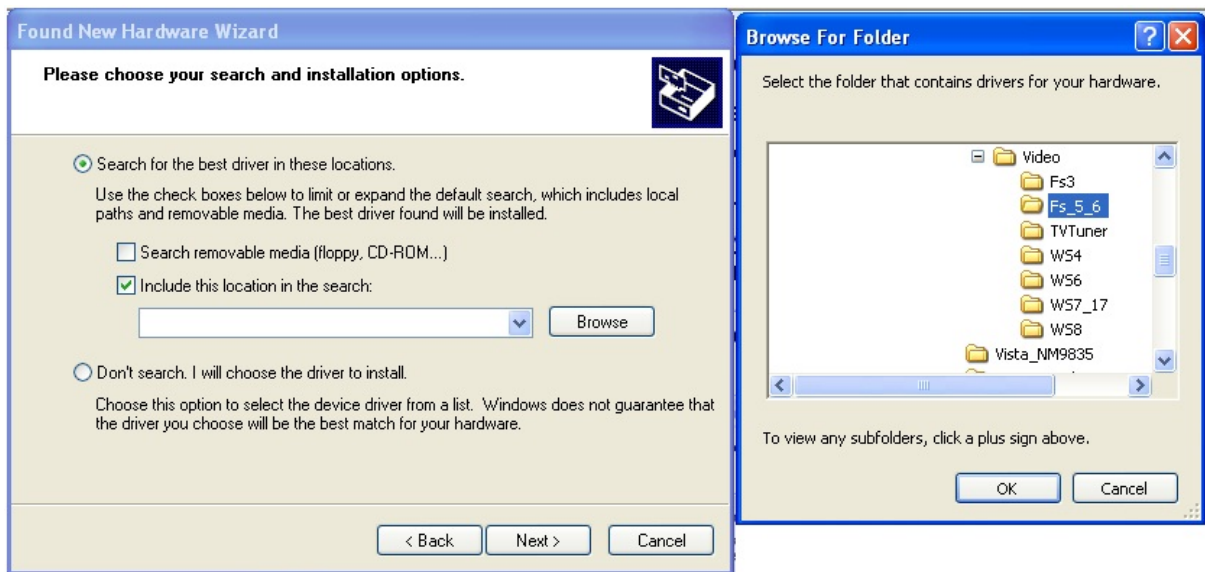 Found New Hardware Wizard
Please choose your search and installation options.
Search for the best driver in these locations.
Use the check boxes below to limit or expand the default search, which includes local
paths and removable media. The best driver found will be installed.
Search removable media (floppy, CD-ROM...)
Include this location in the search:
Browse
Don't search. I will choose the driver to install.
Choose this option to select the device driver from a list.  Windows does not guarantee that
the driver you choose will be the best match for your hardware.
< Back
Next >
Cancel
Browse For Folder
Select the folder that contains drivers for your hardware.
Video
Fs3
Fs_5_6
TVTuner
WS4
WS6
WS7_17
WS8
Vista_NM9835
To view any subfolders, click a plus sign above.
OK
Cancel